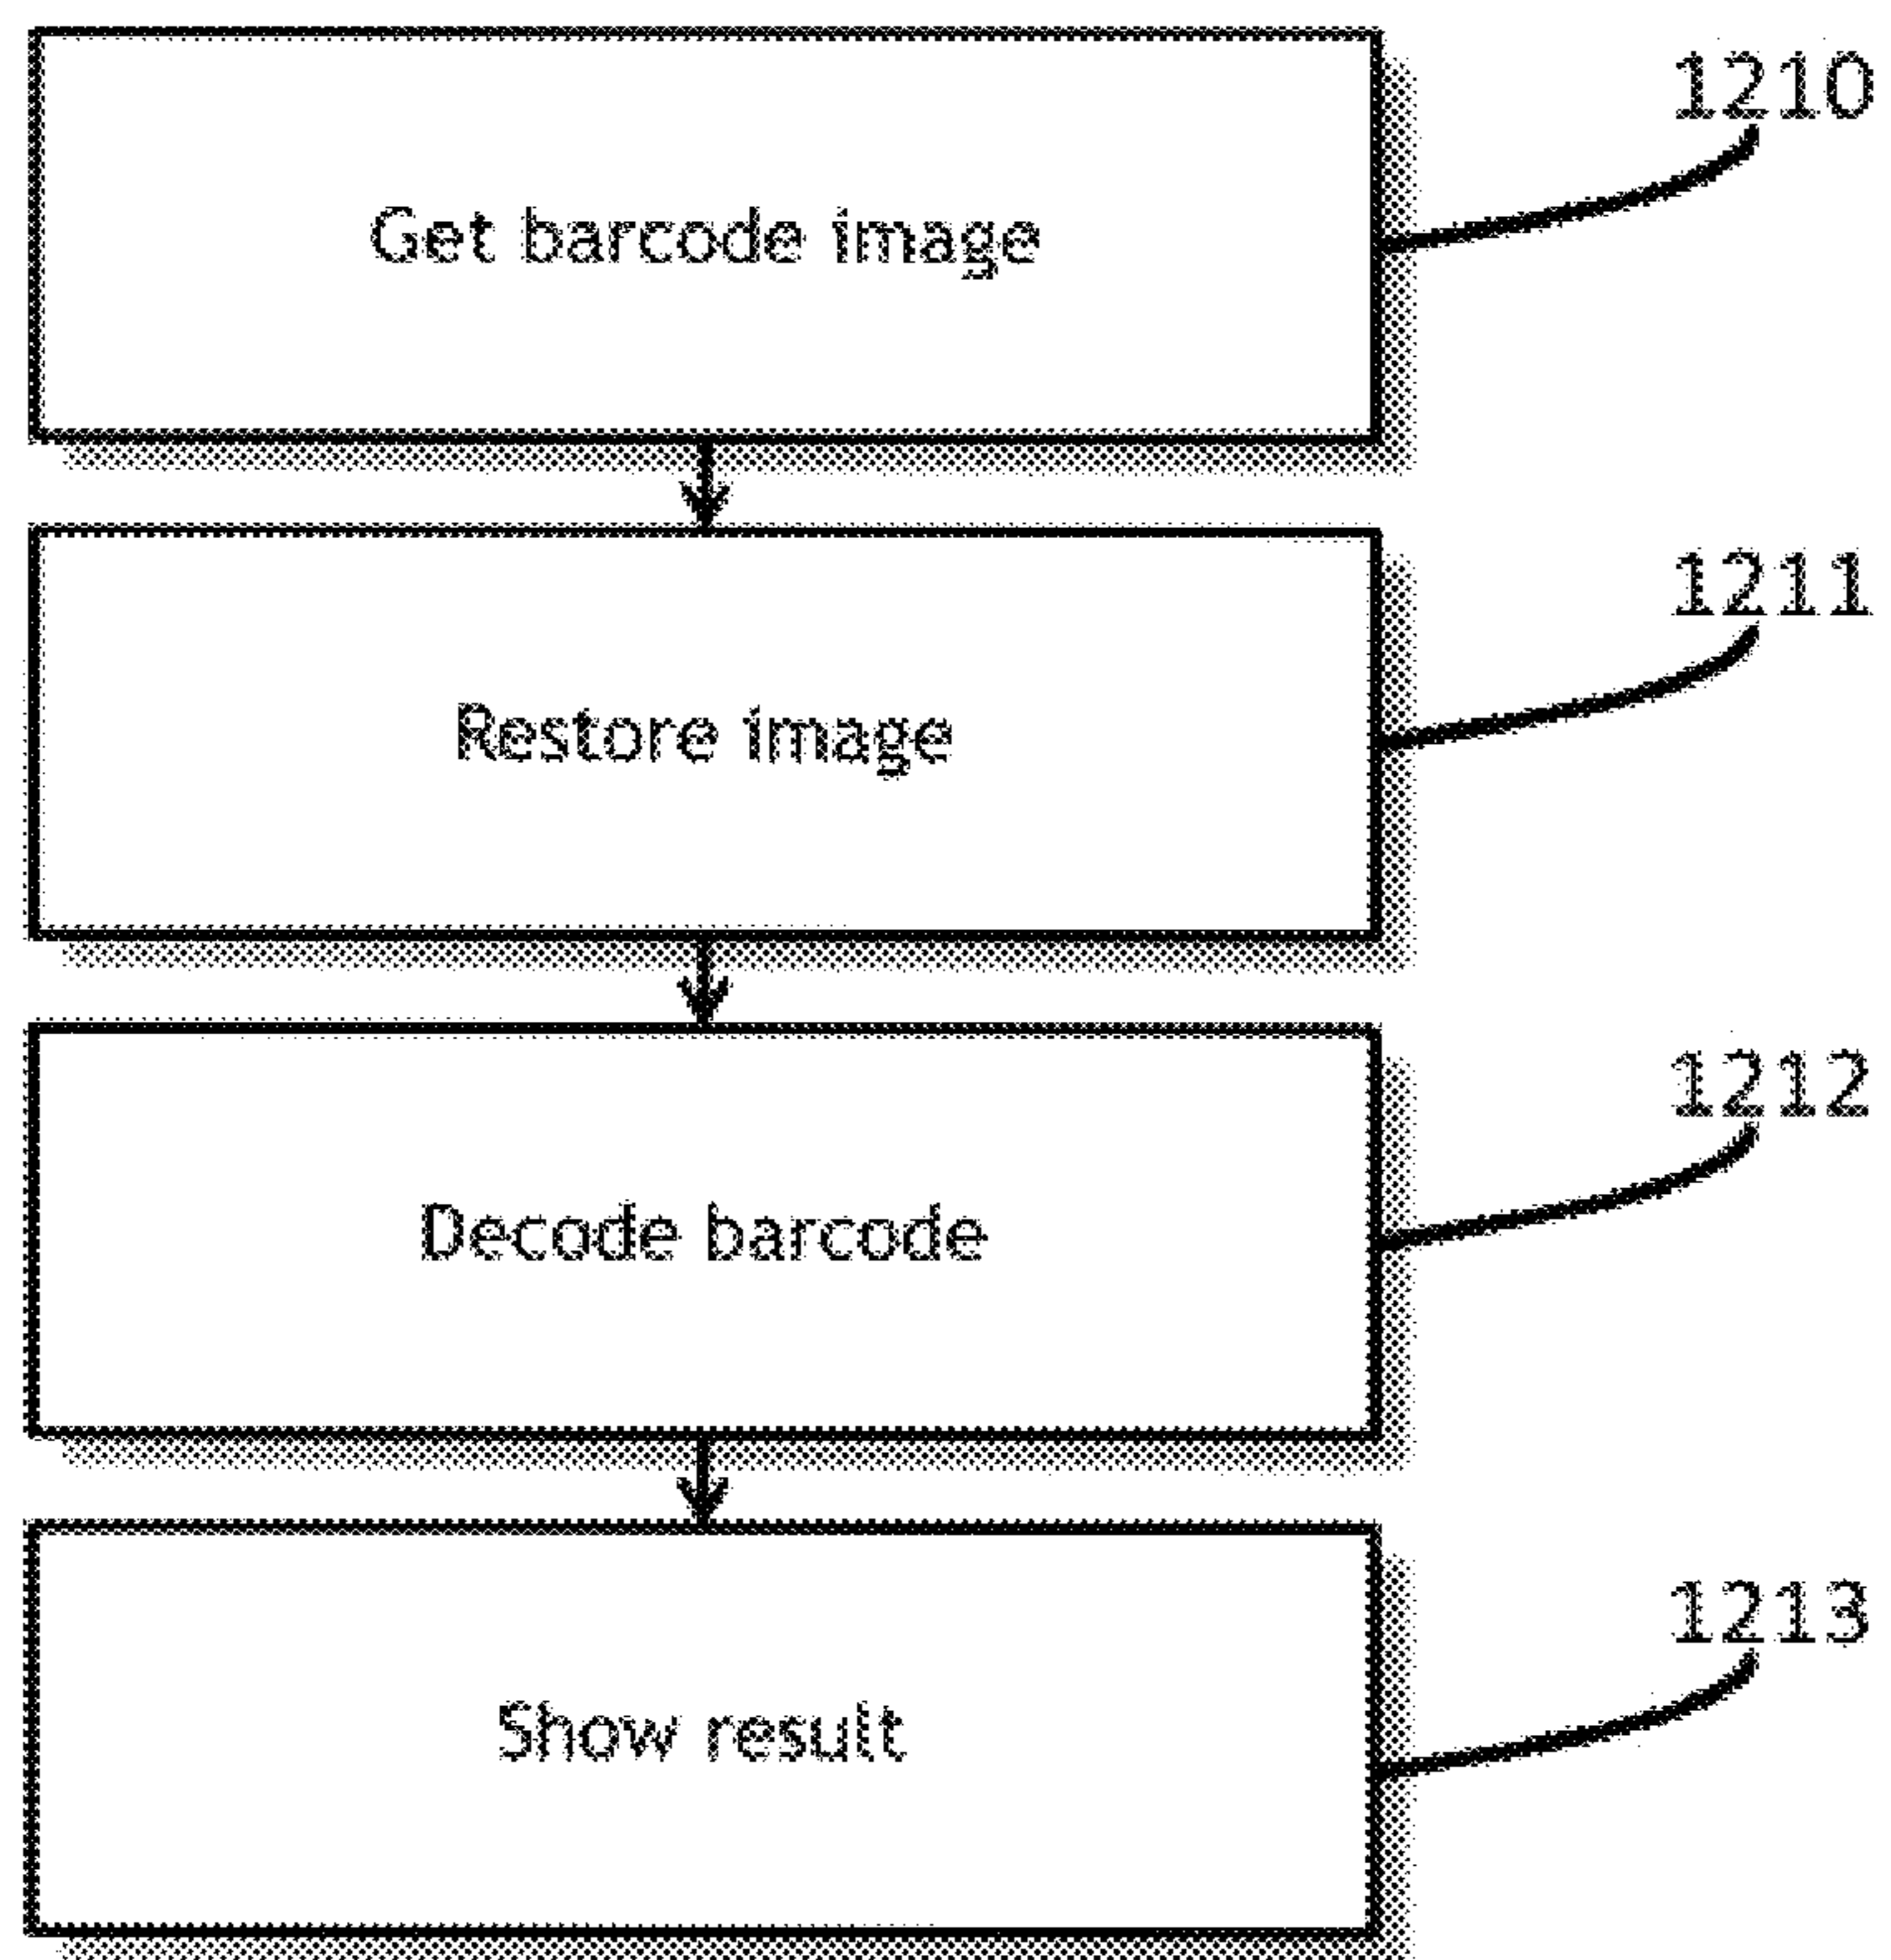 1210
Get barcode image
1211
Restore image
1212
Decode barcode
1213
Show result